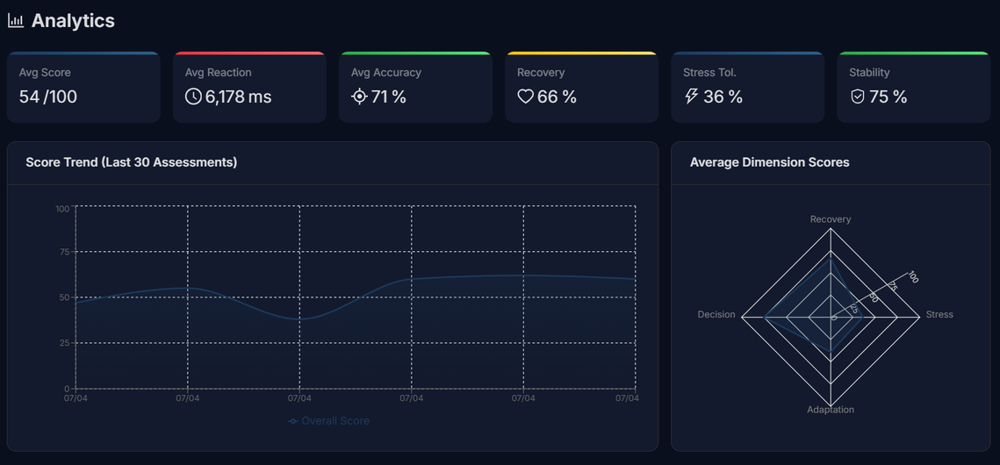 Analytics
Avg Score
54 /100
Avg Reaction
6,178 ms
Avg Accuracy
71 %
Recovery
66 %
Stress Tol.
36 %
Stability
75 %
Score Trend (Last 30 Assessments)
100
75
50
25
0
07/04 07/04 07/04 07/04 07/04 07/04
Overall Score
Average Dimension Scores
Recovery
100
75
50
25
0
Decision
Stress
Adaptation